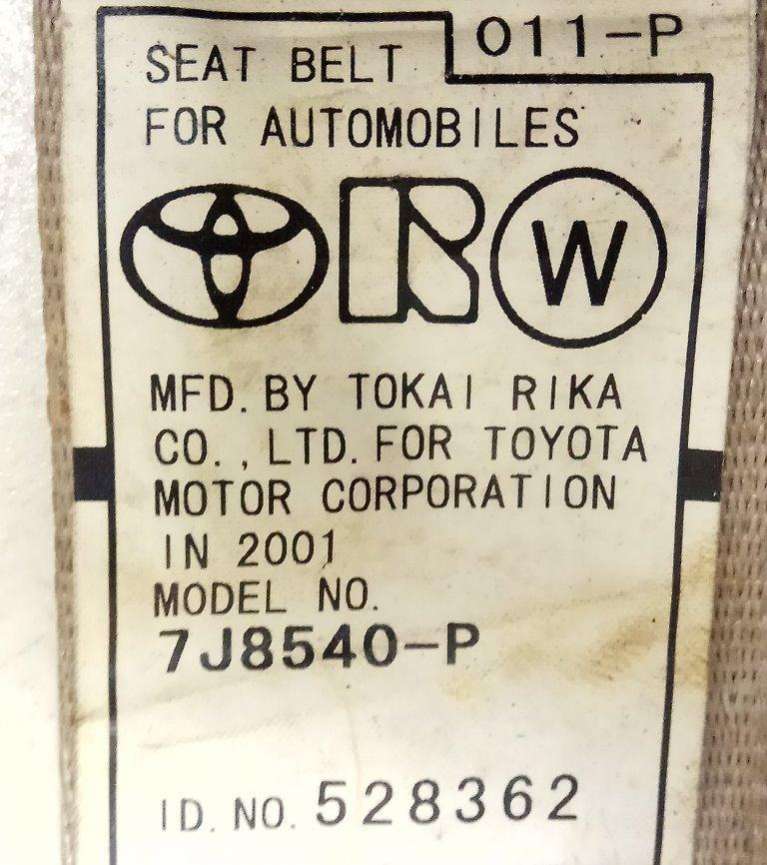 011-P
SEAT BELT
FOR AUTOMOBILES
W
MFD. BY TOKAI RIKA
CO., LTD. FOR TOYOTA
MOTOR CORPORATION
IN 2001
MODEL NO.
7J8540-P
ID. NO. 528362